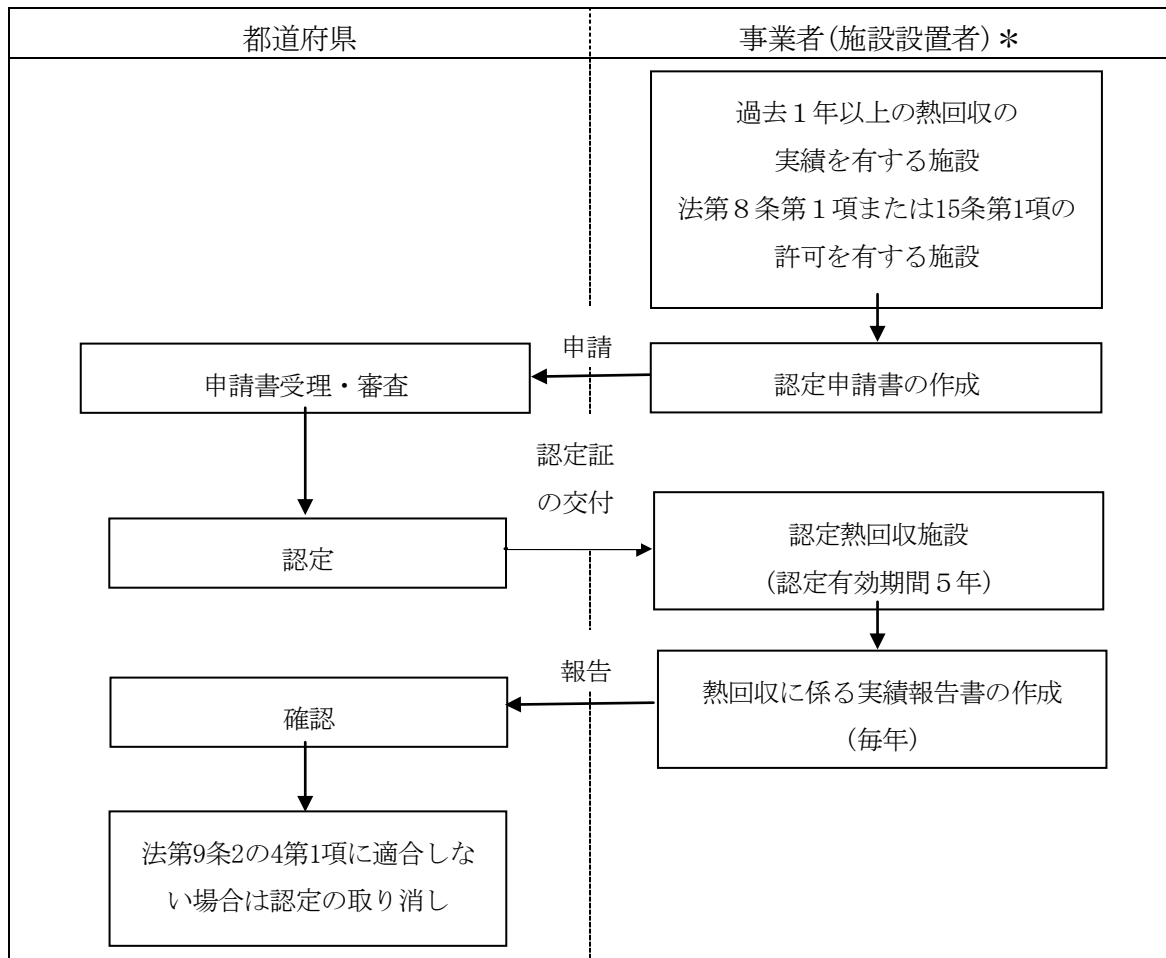 都道府県
事業者(施設設置者)＊
過去１年以上の熱回収の
実績を有する施設
法第８条第１項または15条第1項の
許可を有する施設
申請
申請書受理・審査
認定申請書の作成
認定証
の交付
認定
認定熱回収施設
(認定有効期間５年)
報告
確認
熱回収に係る実績報告書の作成
(毎年)
法第9条2の4第1項に適合しな
い場合は認定の取り消し